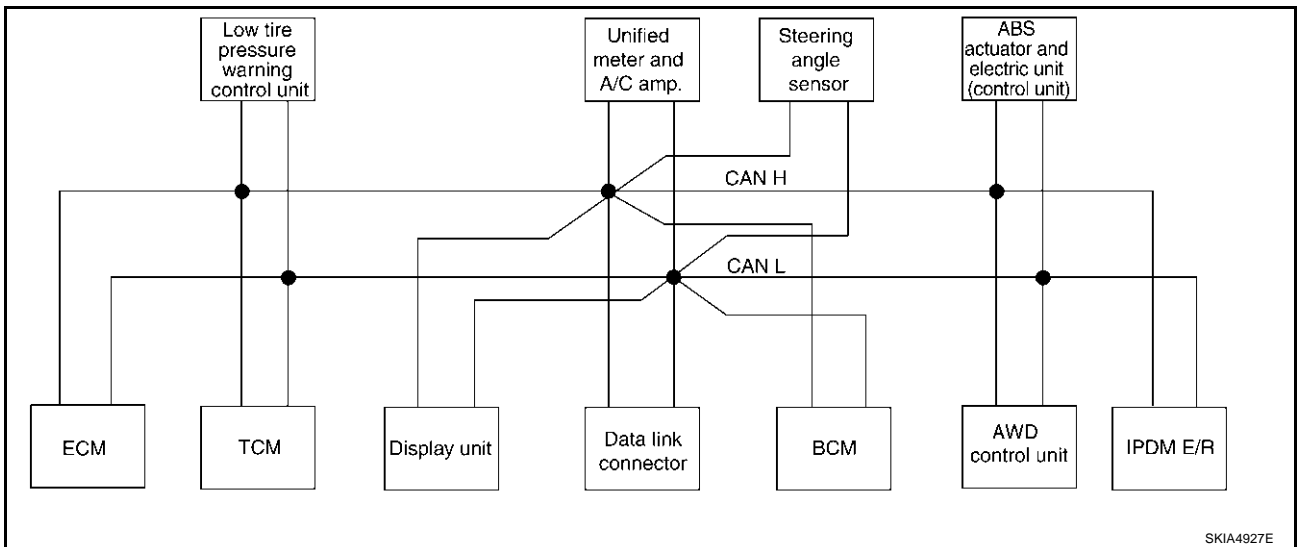 Low tire
pressure
warning
control unit
Unified
meter and
A/C amp.
Steering
angle
sensor
ABS
actuator and
electric unit
(control unit)
CAN H
CAN L
ECM
TCM
Display unit
Data link
connector
BCM
AWD
control unit
IPDM E/R
SKIA4927E